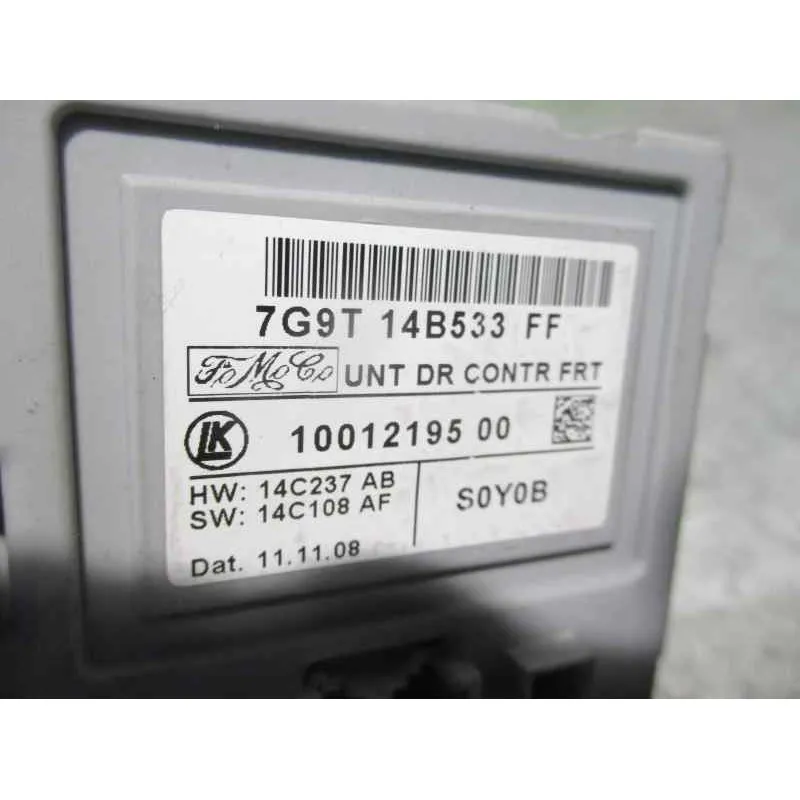 7G9T 14B533 FF
FoMoCo UNT DR CONTR FRT
LK 10012195 00
HW: 14C237 AB
SW: 14C108 AF
S0Y0B
Dat. 11.11.08